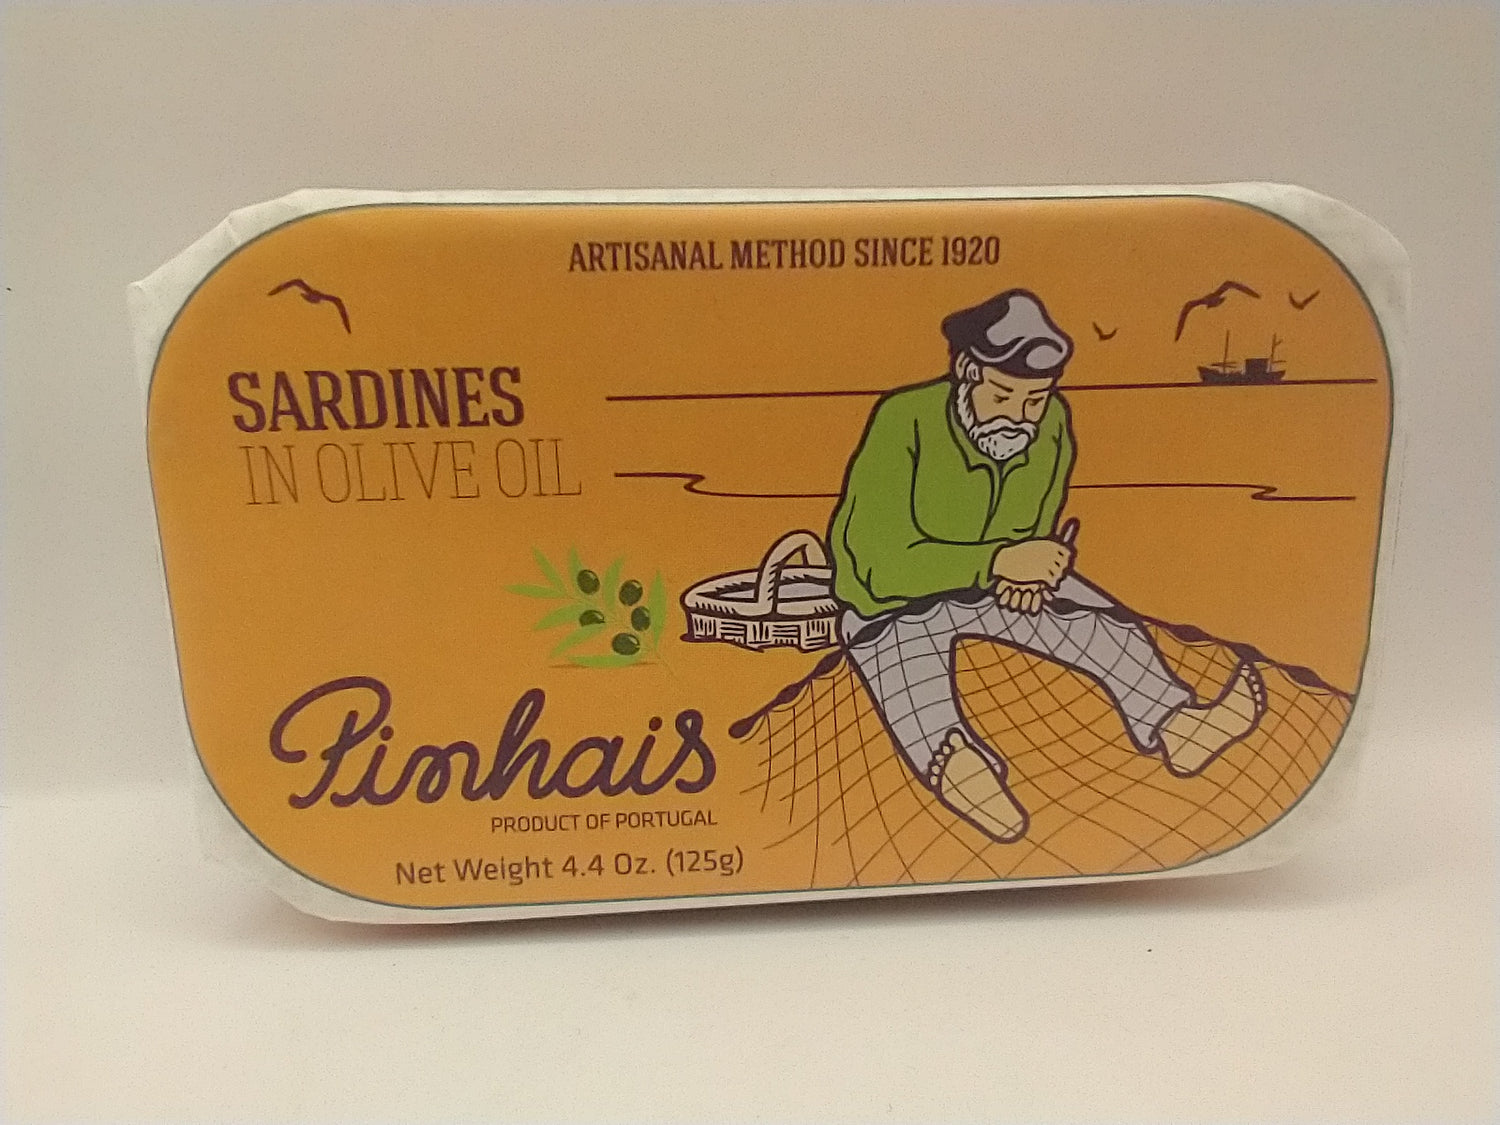 ARTISANAL METHOD SINCE 1920
SARDINES
IN OLIVE OIL
Pinhais
PRODUCT OF PORTUGAL
Net Weight 4.4 Oz. (125g)